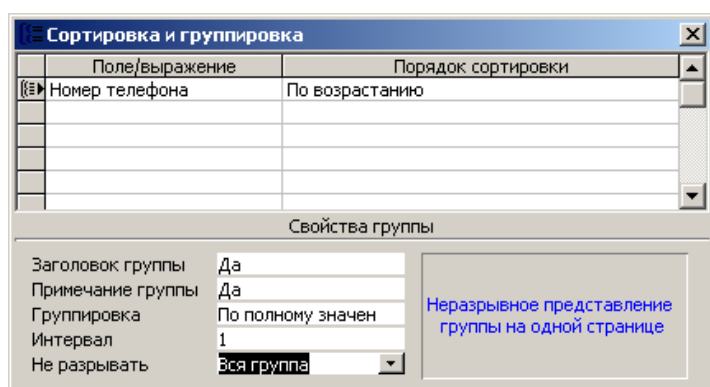 Сортировка и группировка
Поле/выражение Порядок сортировки
Номер телефона По возрастанию
Свойства группы
Заголовок группы Да
Примечание группы Да
Группировка По полному значен
Интервал 1
Не разрывать Вся группа
Неразрывное представление
группы на одной странице